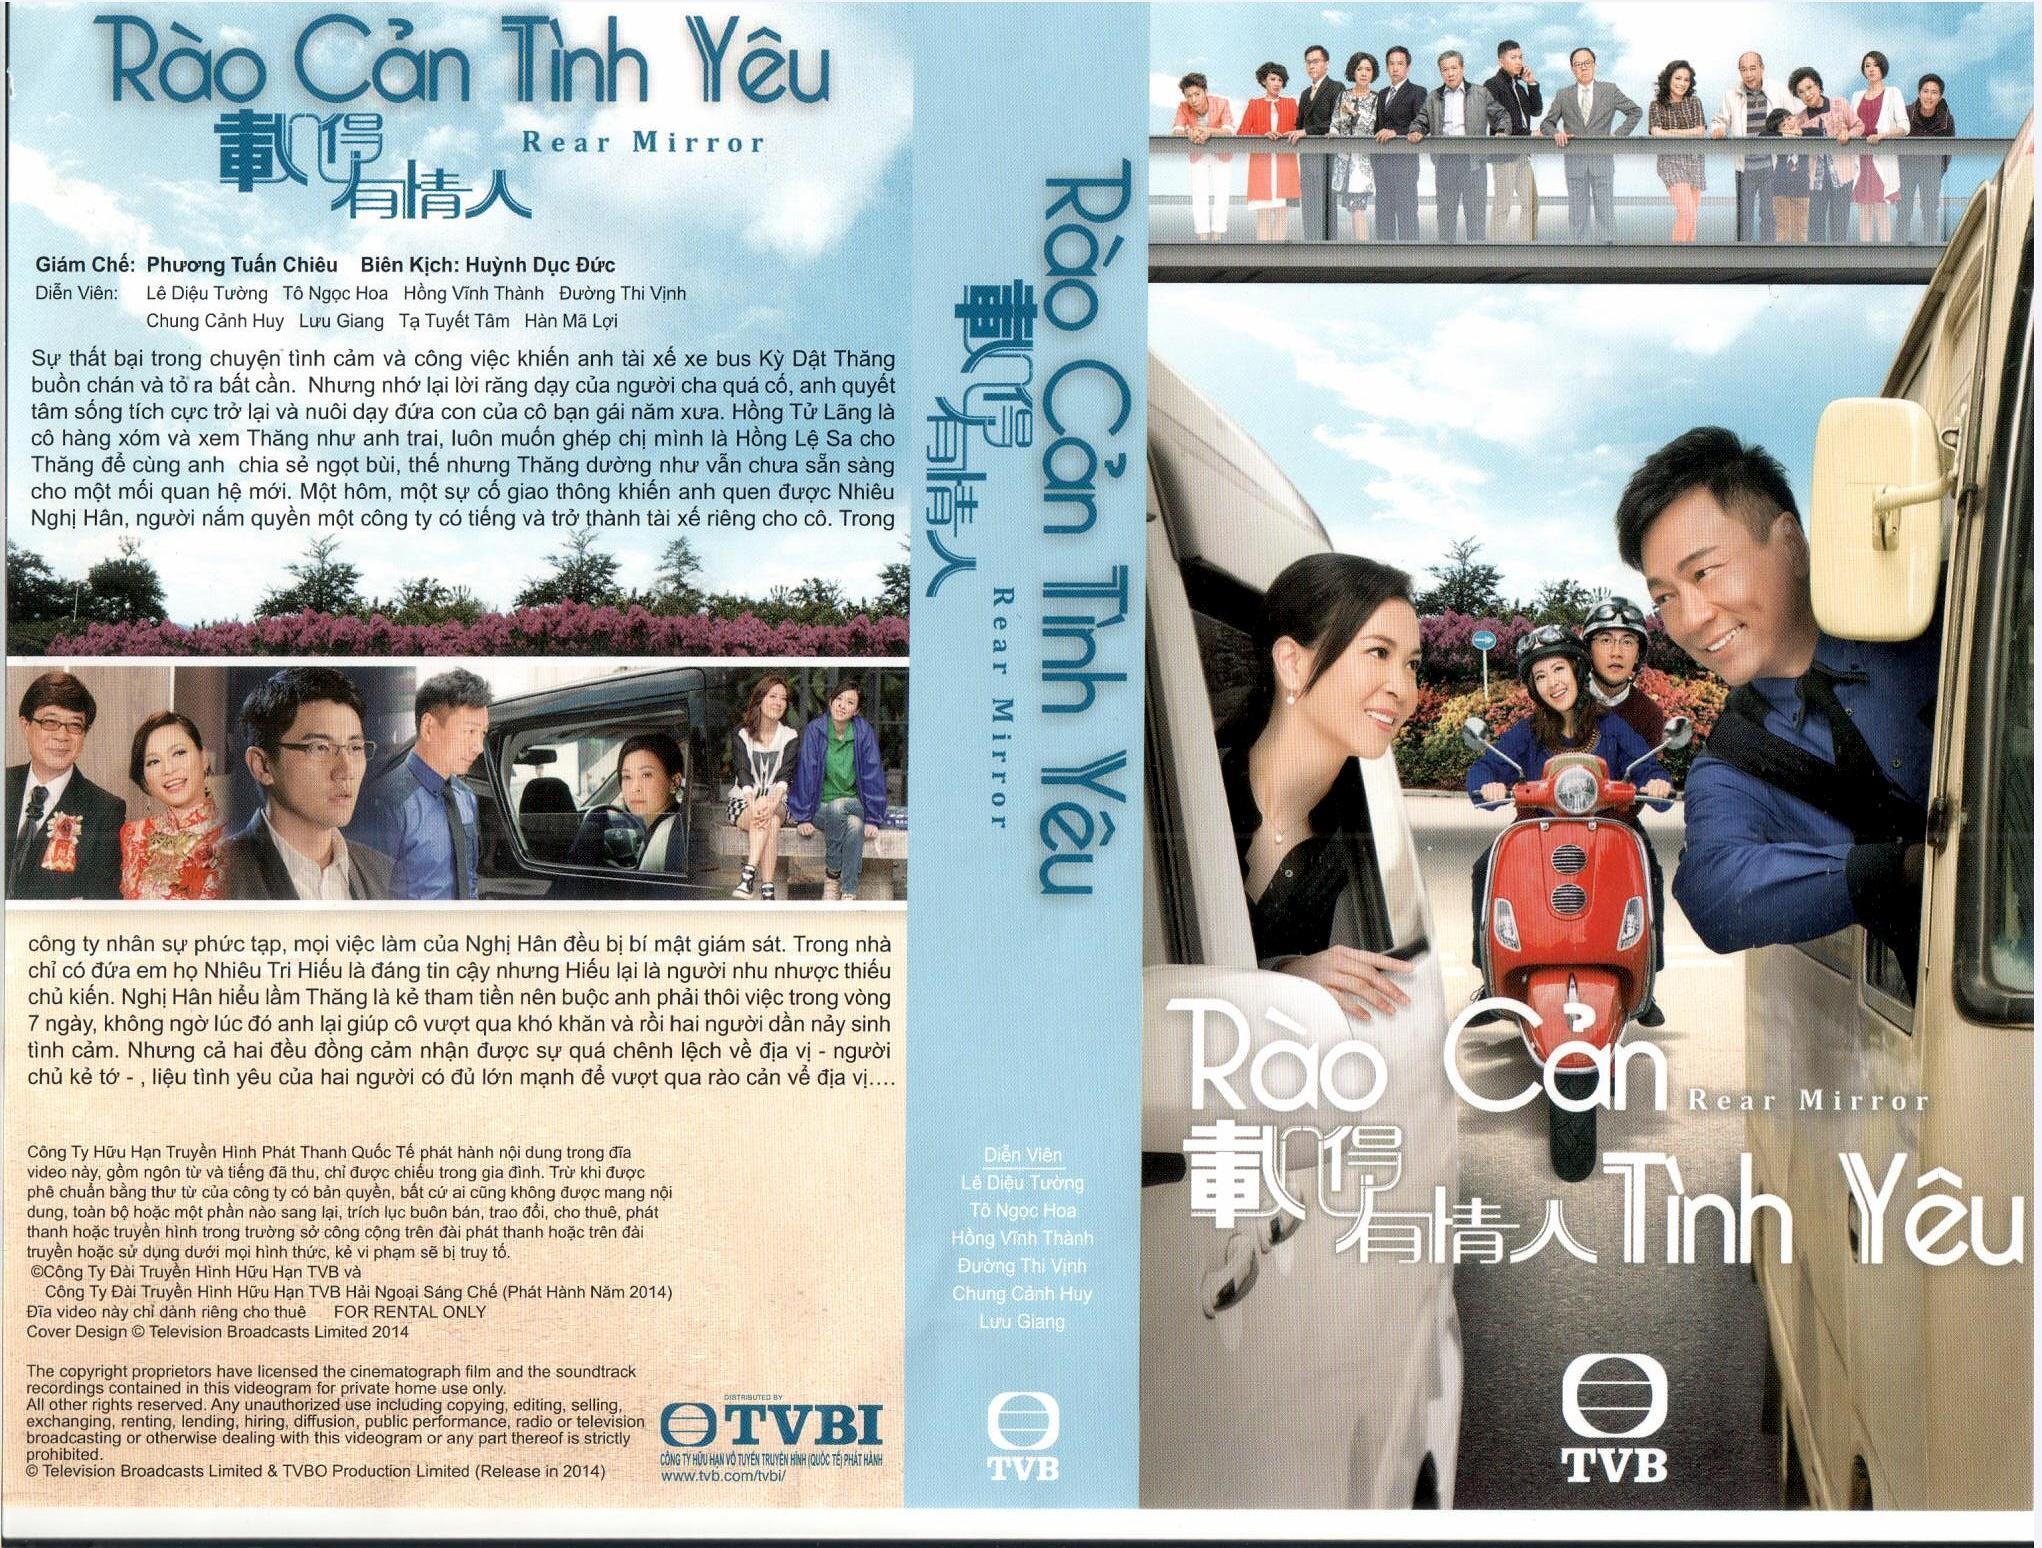 Rào Cản Tình Yêu
載得
有情人
Rear Mirror
Giám Chế: Phương Tuấn Chiêu Biên Kịch: Huỳnh Dục Đức
Diễn Viên: Lê Diệu Tường Tô Ngọc Hoa Hồng Vĩnh Thành Đường Thi Vịnh
Chung Cảnh Huy Lưu Giang Tạ Tuyết Tâm Hàn Mã Lợi
Sự thất bại trong chuyện tình cảm và công việc khiến anh tài xế xe bus Kỳ Dật Thăng
buồn chán và tỏ ra bất cần. Nhưng nhớ lại lời răng dạy của người cha quá cố, anh quyết
tâm sống tích cực trở lại và nuôi dạy đứa con của cô bạn gái năm xưa. Hồng Tử Lãng là
cô hàng xóm và xem Thăng như anh trai, luôn muốn ghép chị mình là Hồng Lệ Sa cho
Thăng để cùng anh chia sẻ ngọt bùi, thế nhưng Thăng dường như vẫn chưa sẵn sàng
cho một mối quan hệ mới. Một hôm, một sự cố giao thông khiến anh quen được Nhiêu
Nghị Hân, người nắm quyền một công ty có tiếng và trở thành tài xế riêng cho cô. Trong
công ty nhân sự phức tạp, mọi việc làm của Nghị Hân đều bị bí mật giám sát. Trong nhà
chỉ có đứa em họ Nhiêu Tri Hiếu là đáng tin cậy nhưng Hiếu lại là người nhu nhược thiếu
chủ kiến. Nghị Hân hiểu lầm Thăng là kẻ tham tiền nên buộc anh phải thôi việc trong vòng
7 ngày, không ngờ lúc đó anh lại giúp cô vượt qua khó khăn và rồi hai người dần nảy sinh
tình cảm. Nhưng cả hai đều đồng cảm nhận được sự quá chênh lệch về địa vị - người
chủ kẻ tớ - , liệu tình yêu của hai người có đủ lớn mạnh để vượt qua rào cản về địa vị....
Công Ty Hữu Hạn Truyền Hình Phát Thanh Quốc Tế phát hành nội dung trong đĩa
video này, gồm ngôn từ và tiếng đã thu, chỉ được chiếu trong gia đình. Trừ khi được
phê chuẩn bằng thư từ của công ty có bản quyền, bất cứ ai cũng không được mang nội
dung, toàn bộ hoặc một phần nào sang lại, trích lục buôn bán, trao đổi, cho thuê, phát
thanh hoặc truyền hình trong trường sở công cộng trên đài phát thanh hoặc trên đài
truyền hoặc sử dụng dưới mọi hình thức, kẻ vi phạm sẽ bị truy tố.
©Công Ty Đài Truyền Hình Hữu Hạn TVB và
Công Ty Đài Truyền Hình Hữu Hạn TVB Hải Ngoại Sáng Chế (Phát Hành Năm 2014)
Đĩa video này chỉ dành riêng cho thuê FOR RENTAL ONLY
Cover Design © Television Broadcasts Limited 2014
The copyright proprietors have licensed the cinematograph film and the soundtrack
recordings contained in this videogram for private home use only.
All other rights reserved. Any unauthorized use including copying, editing, selling,
exchanging, renting, lending, hiring, diffusion, public performance, radio or television
broadcasting or otherwise dealing with this videogram or any part thereof is strictly
prohibited.
© Television Broadcasts Limited & TVBO Production Limited (Release in 2014)
DISTRIBUTED BY
TVBI
CÔNG TY HỮU HẠN VÔ TUYẾN TRUYỀN HÌNH (QUỐC TẾ) PHÁT HÀNH
www.tvb.com/tvbi/
Rào Cản Tình Yêu
載得
有情人
Rear Mirror
Diễn Viên
Lê Diệu Tường
Tô Ngọc Hoa
Hồng Vĩnh Thành
Đường Thi Vịnh
Chung Cảnh Huy
Lưu Giang
TVB
Rào Cản
Rear Mirror
載得
有情人
Tình Yêu
TVB